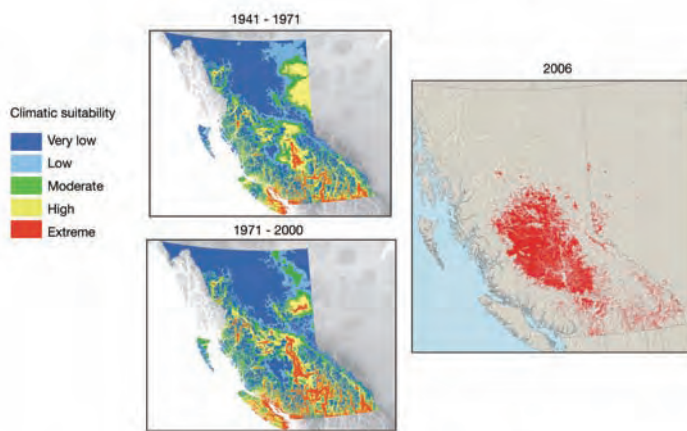 1941 - 1971
2006
Climatic suitability
Very low
Low
Moderate
High
Extreme
1971 - 2000